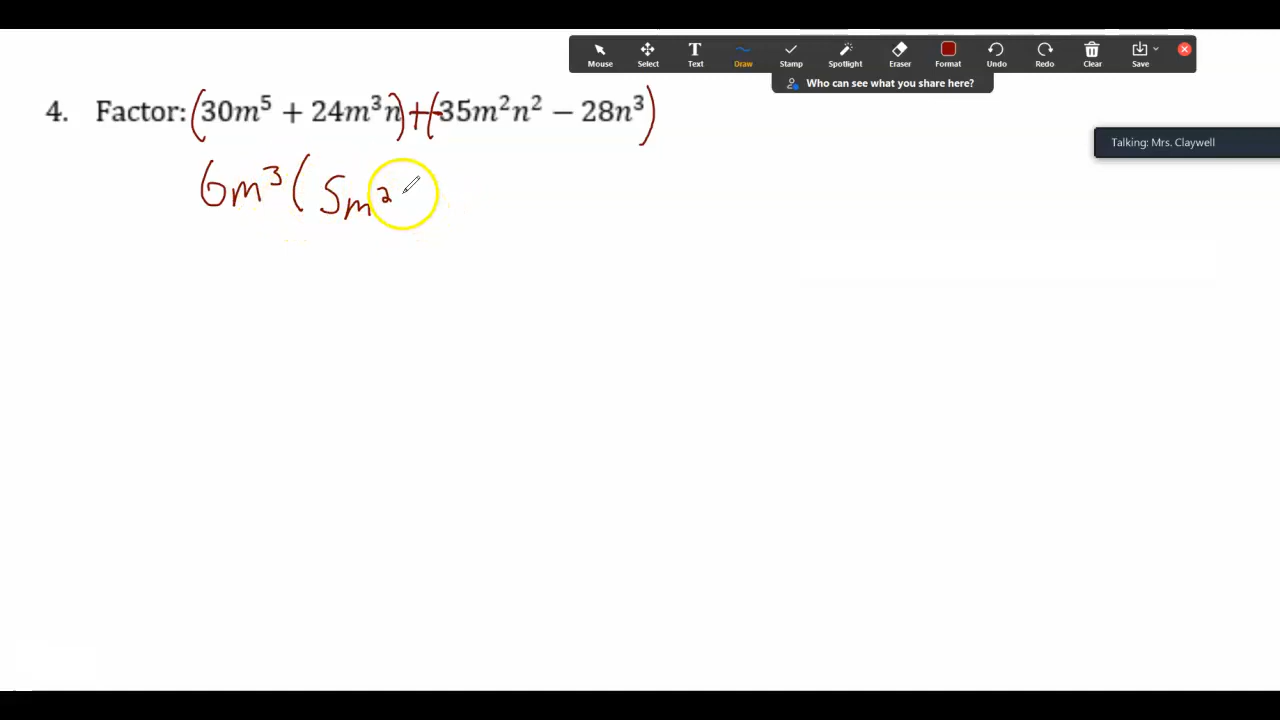 Mouse Select Text Draw Stamp Spotlight Eraser Format Undo Redo Clear Save
Who can see what you share here?
4. Factor: (30m⁵ + 24m³n) + (-35m²n² − 28n³)
Talking: Mrs. Claywell
6m³(5m²